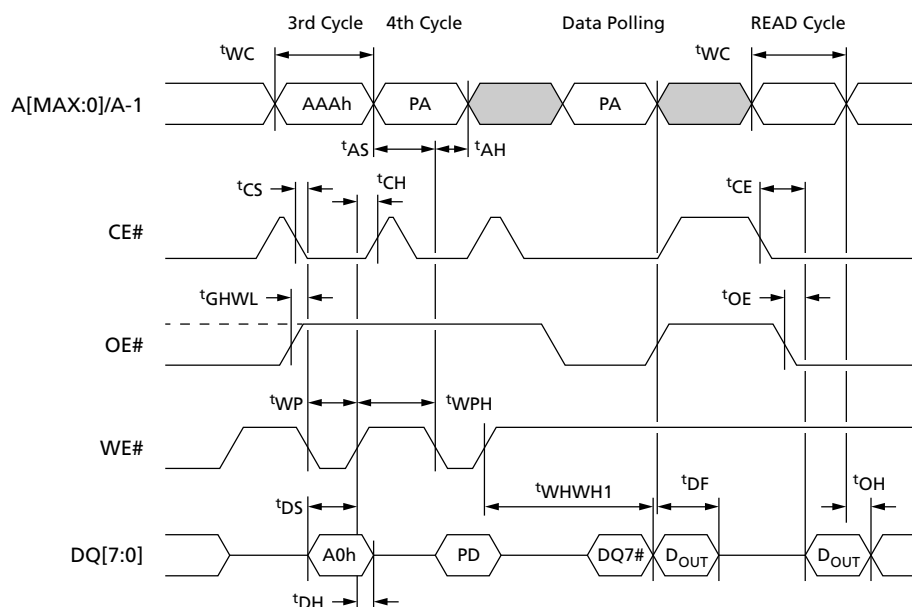 3rd Cycle 4th Cycle Data Polling READ Cycle
tWC tWC
A[MAX:0]/A-1 AAAh PA PA
tAS tAH
tCS tCH tCE
CE#
tGHWL tOE
OE#
tWP tWPH
WE#
tWHWH1 tDF tOH
tDS
DQ[7:0] A0h PD DQ7# DOUT DOUT
tDH